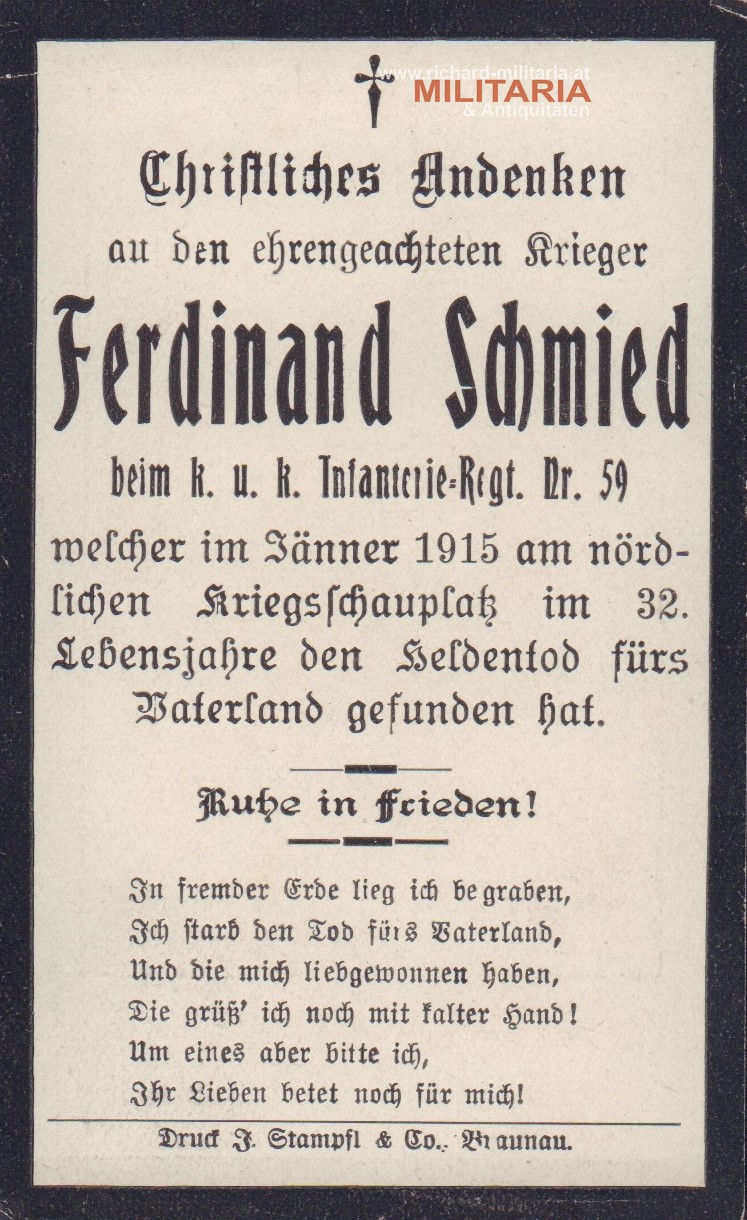 www.richard-militaria.at
MILITARIA
& Antiquitäten
Christliches Andenken
an den ehrengeachteten Krieger
Ferdinand Schmied
beim k. u. k. Infanterie-Regt. Nr. 59
welcher im Jänner 1915 am nörd-
lichen Kriegsschauplatz im 32.
Lebensjahre den Heldentod fürs
Vaterland gefunden hat.
Ruhe in Frieden!
In fremder Erde lieg ich begraben,
Ich starb den Tod fürs Vaterland,
Und die mich liebgewonnen haben,
Die grüß' ich noch mit kalter Hand!
Um eines aber bitte ich,
Ihr Lieben betet noch für mich!
Druck J. Stampfl & Co., Braunau.